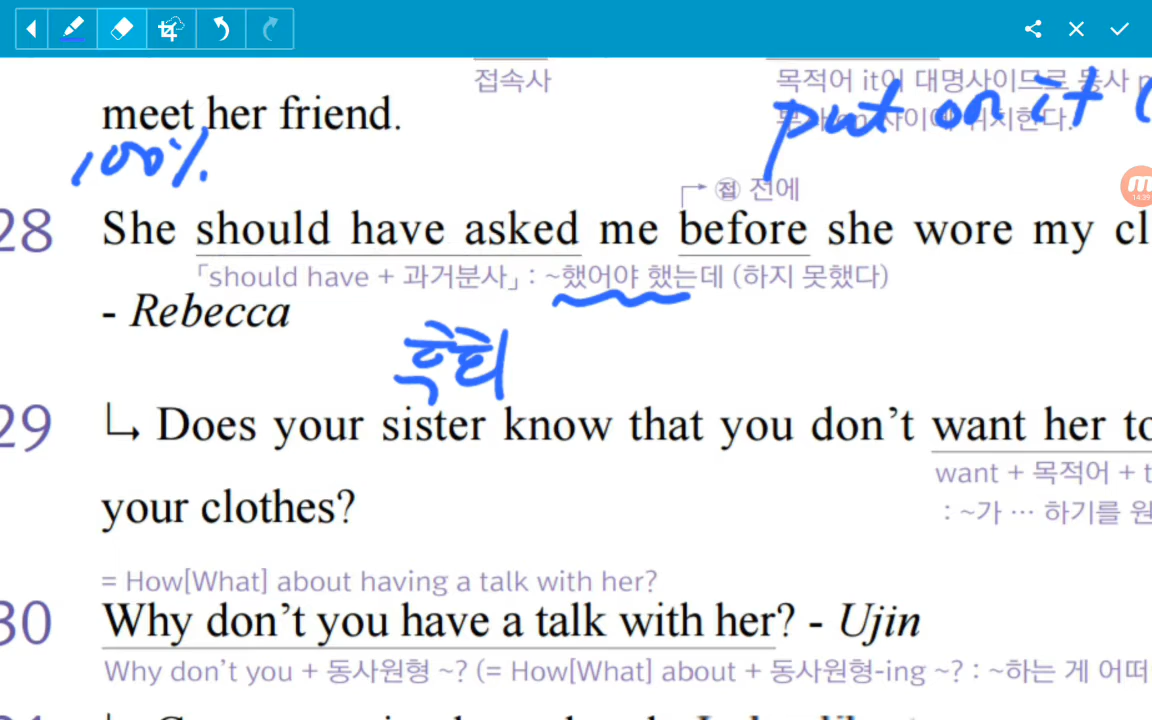 접속사
목적어 it이 대명사이므로 동사
meet her friend.
put on it (
위치한다.
100%
접 전에
14:39
28 She should have asked me before she wore my cl
「should have + 과거분사」 : ~했어야 했는데 (하지 못했다)
- Rebecca
후회
29 ↳ Does your sister know that you don't want her to
want + 목적어 + t
your clothes?
: ~가 … 하기를 원
= How[What] about having a talk with her?
30 Why don't you have a talk with her? - Ujin
Why don't you + 동사원형 ~? (= How[What] about + 동사원형-ing ~? : ~하는 게 어떠